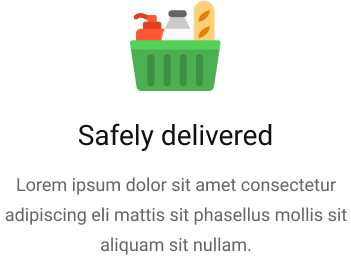 Safely delivered
Lorem ipsum dolor sit amet consectetur
adipiscing eli mattis sit phasellus mollis sit
aliquam sit nullam.